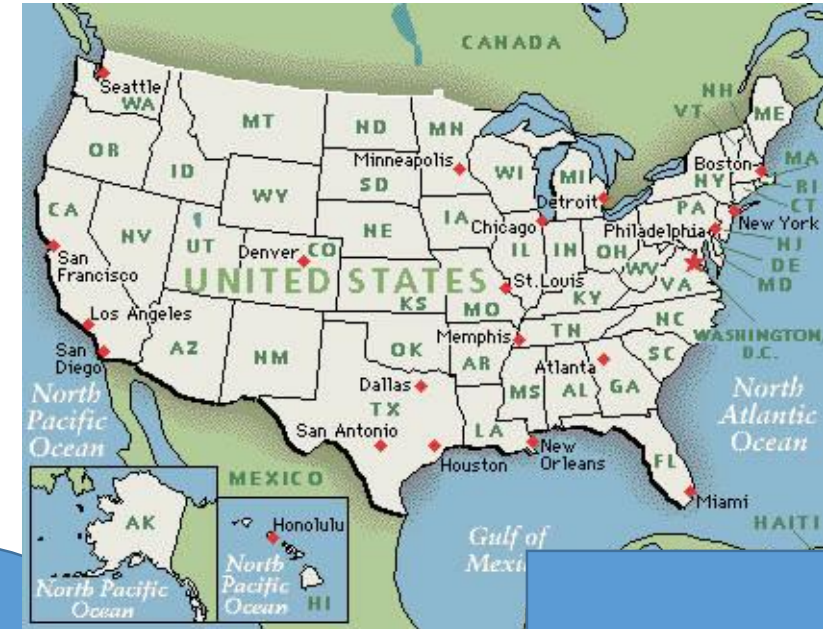 CANADA
Seattle
WA
MT
ND
MN
OR
ID
Minneapolis
WI
MI
SD
WY
NH
VT
ME
Boston
MA
NY
RI
CT
Detroit
CA
NV
UT
NE
IA
Chicago
PA
New York
Philadelphia
NJ
San
Francisco
Denver
CO
IL
IN
OH
DE
WV
MD
UNITED STATES
St. Louis
VA
KS
MO
KY
Los Angeles
Memphis
TN
NC
WASHINGTON,
D.C.
San
Diego
AZ
NM
OK
AR
SC
Atlanta
North
Pacific
Ocean
Dallas
TX
MS
AL
GA
North
Atlantic
Ocean
San Antonio
LA
Houston
New
Orleans
FL
MEXICO
Miami
AK
Honolulu
Gulf of
HAITI
North Pacific
Ocean
North
Pacific
Ocean
HI